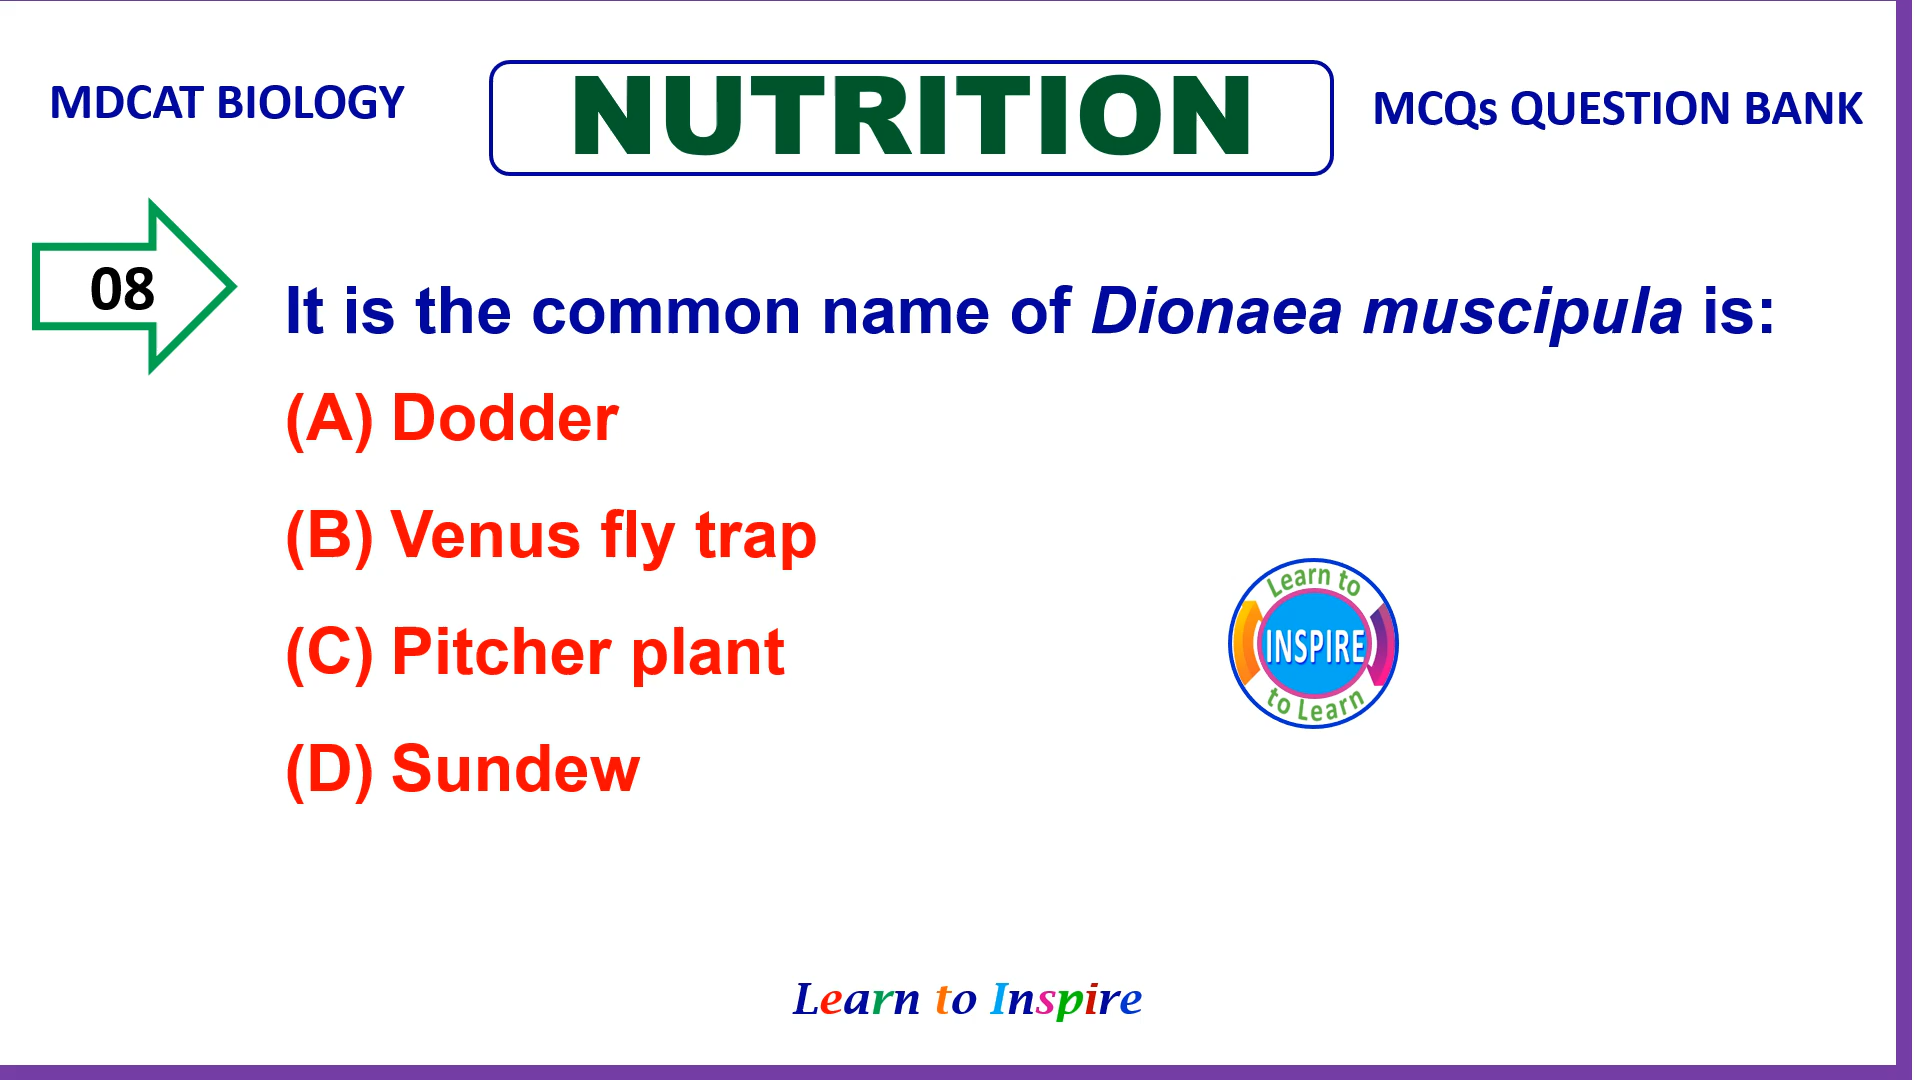 MDCAT BIOLOGY
NUTRITION
MCQs QUESTION BANK
08
It is the common name of Dionaea muscipula is:
(A) Dodder
(B) Venus fly trap
(C) Pitcher plant
(D) Sundew
Learn to
INSPIRE
to Learn
Learn to Inspire